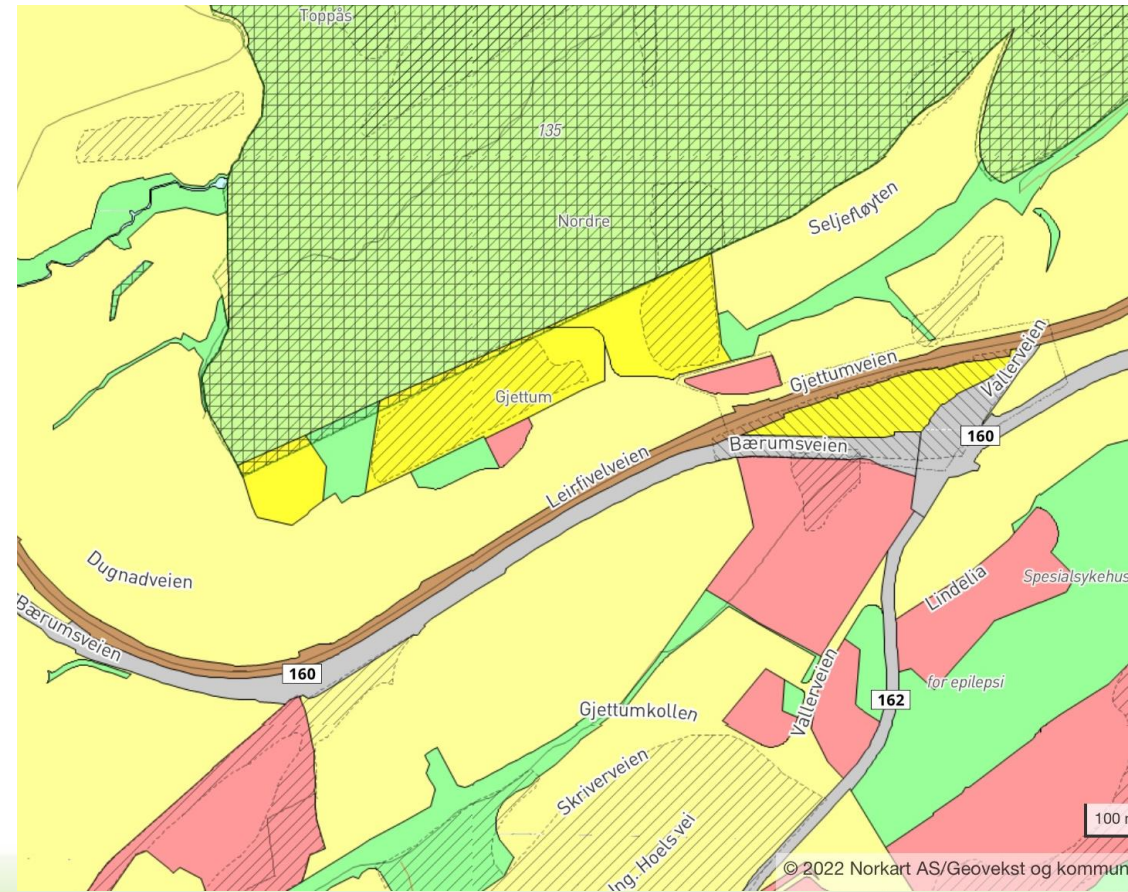 Toppås
135
Nordre
Seljefløyten
Gjettum
Gjettumveien
Vallerveien
Bærumsveien
160
Leirfivelveien
Dugnadveien
Bærumsveien
Lindelia
Spesialsykehus
160
for epilepsi
162
Vallerveien
Gjettumkollen
Skriverveien
Ing. Hoels vei
100
© 2022 Norkart AS/Geovekst og kommun